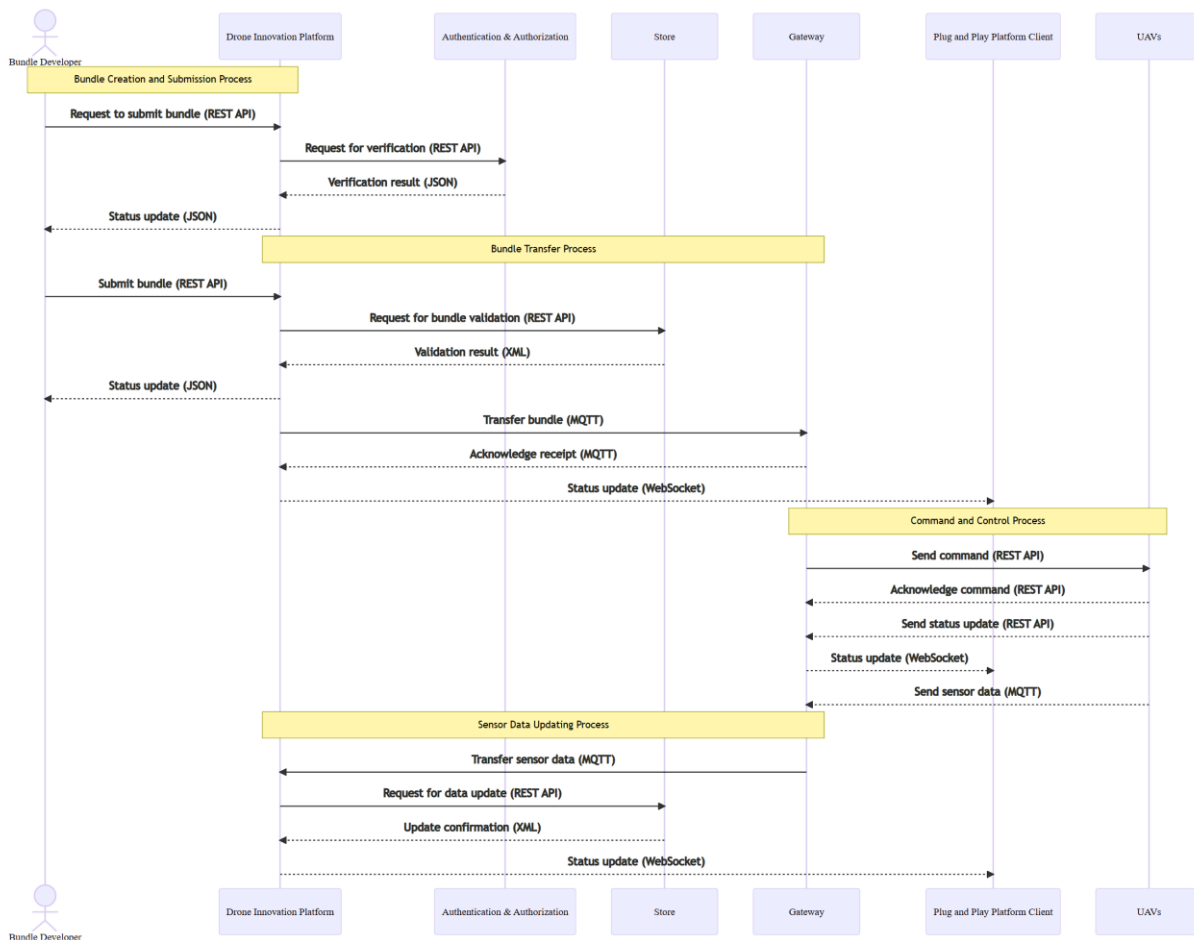 Drone Innovation Platform
Authentication & Authorization
Store
Gateway
Plug and Play Platform Client
UAVs
Bundle Developer
Bundle Creation and Submission Process
Request to submit bundle (REST API)
Request for verification (REST API)
Verification result (JSON)
Status update (JSON)
Bundle Transfer Process
Submit bundle (REST API)
Request for bundle validation (REST API)
Validation result (XML)
Status update (JSON)
Transfer bundle (MQTT)
Acknowledge receipt (MQTT)
Status update (WebSocket)
Command and Control Process
Send command (REST API)
Acknowledge command (REST API)
Send status update (REST API)
Status update (WebSocket)
Send sensor data (MQTT)
Sensor Data Updating Process
Transfer sensor data (MQTT)
Request for data update (REST API)
Update confirmation (XML)
Status update (WebSocket)
Drone Innovation Platform
Authentication & Authorization
Store
Gateway
Plug and Play Platform Client
UAVs
Bundle Developer